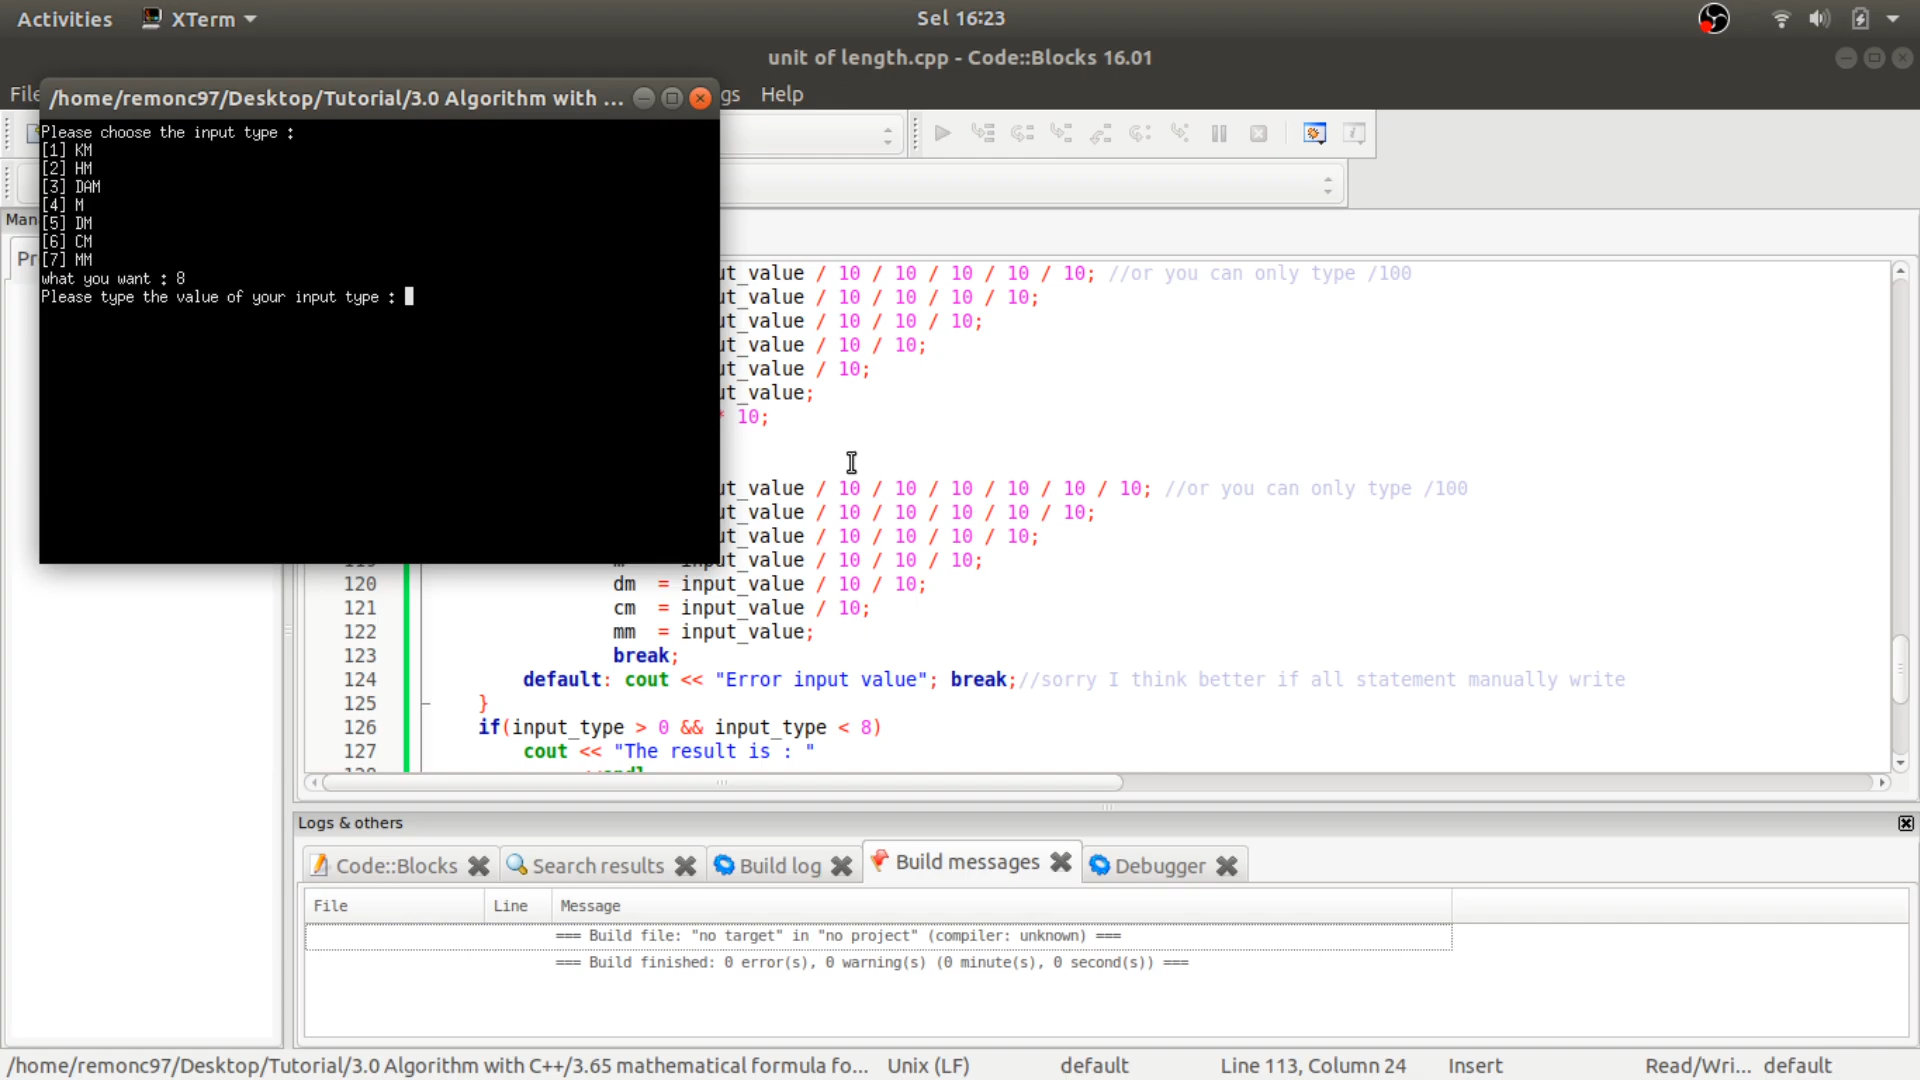 Activities XTerm Sel 16:23
unit of length.cpp - Code::Blocks 16.01
File gs Help
/home/remonc97/Desktop/Tutorial/3.0 Algorithm with ...
Please choose the input type :
[1] KM
[2] HM
[3] DAM
[4] M
[5] DM
[6] CM
[7] MM
what you want : 8
Please type the value of your input type :
Man
Pr
ut_value / 10 / 10 / 10 / 10 / 10; //or you can only type /100
ut_value / 10 / 10 / 10 / 10;
ut_value / 10 / 10 / 10;
ut_value / 10 / 10;
ut_value / 10;
ut_value;
* 10;
ut_value / 10 / 10 / 10 / 10 / 10 / 10; //or you can only type /100
ut_value / 10 / 10 / 10 / 10 / 10;
ut_value / 10 / 10 / 10 / 10;
119 m = input_value / 10 / 10 / 10;
120 dm = input_value / 10 / 10;
121 cm = input_value / 10;
122 mm = input_value;
123 break;
124 default: cout << "Error input value"; break;//sorry I think better if all statement manually write
125 }
126 if(input_type > 0 && input_type < 8)
127 cout << "The result is : "
128 <<endl
Logs & others
Code::Blocks Search results Build log Build messages Debugger
File Line Message
=== Build file: "no target" in "no project" (compiler: unknown) ===
=== Build finished: 0 error(s), 0 warning(s) (0 minute(s), 0 second(s)) ===
/home/remonc97/Desktop/Tutorial/3.0 Algorithm with C++/3.65 mathematical formula fo... Unix (LF) default Line 113, Column 24 Insert Read/Wri... default